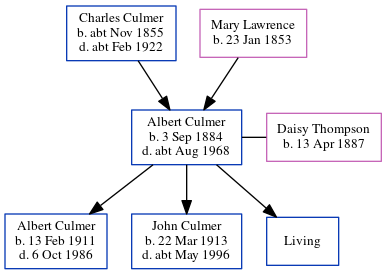 Charles Culmer
b. abt Nov 1855
d. abt Feb 1922
Mary Lawrence
b. 23 Jan 1853
Albert Culmer
b. 3 Sep 1884
d. abt Aug 1968
Daisy Thompson
b. 13 Apr 1887
Albert Culmer
b. 13 Feb 1911
d. 6 Oct 1986
John Culmer
b. 22 Mar 1913
d. abt May 1996
Living